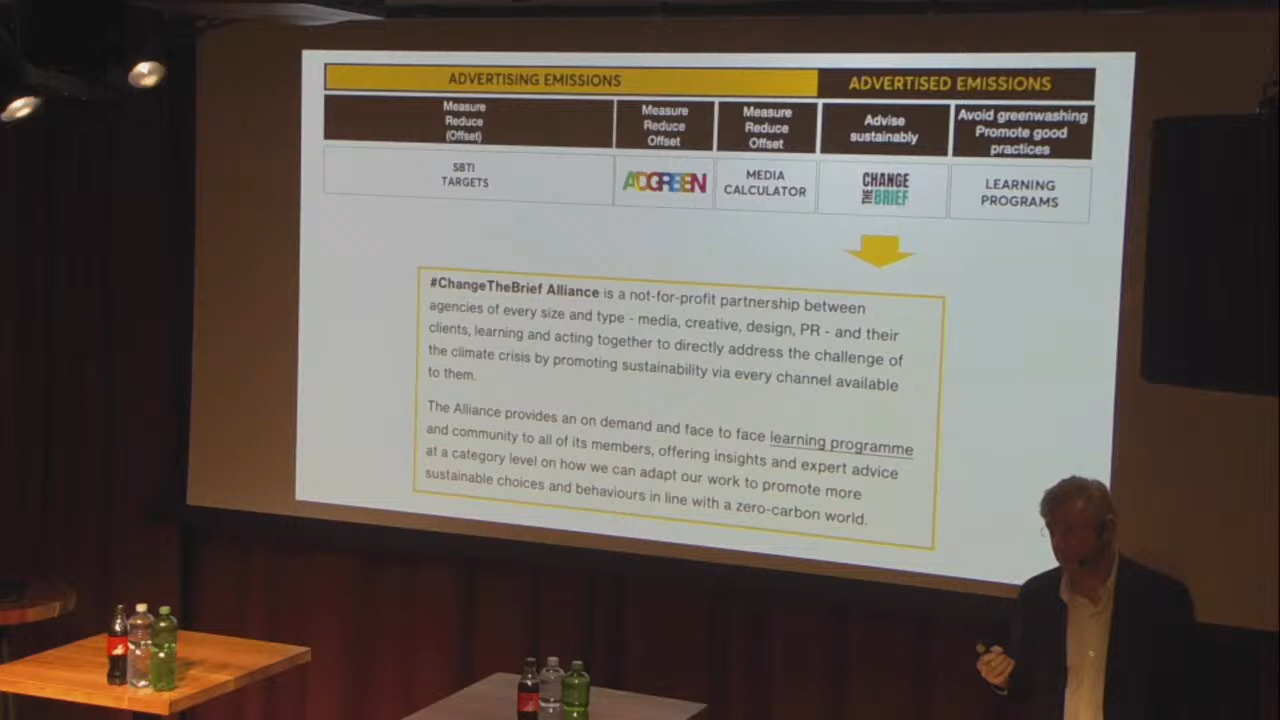 ADVERTISING EMISSIONS
ADVERTISED EMISSIONS
Measure
Reduce
(Offset)
Measure
Reduce
Offset
Measure
Reduce
Offset
Advise
sustainably
Avoid greenwashing
Promote good
practices
SBTI
TARGETS
ADGREEN
MEDIA
CALCULATOR
CHANGE
THE BRIEF
LEARNING
PROGRAMS
#ChangeTheBrief Alliance is a not-for-profit partnership between
agencies of every size and type - media, creative, design, PR - and their
clients, learning and acting together to directly address the challenge of
the climate crisis by promoting sustainability via every channel available
to them.
The Alliance provides an on demand and face to face learning programme
and community to all of its members, offering insights and expert advice
at a category level on how we can adapt our work to promote more
sustainable choices and behaviours in line with a zero-carbon world.